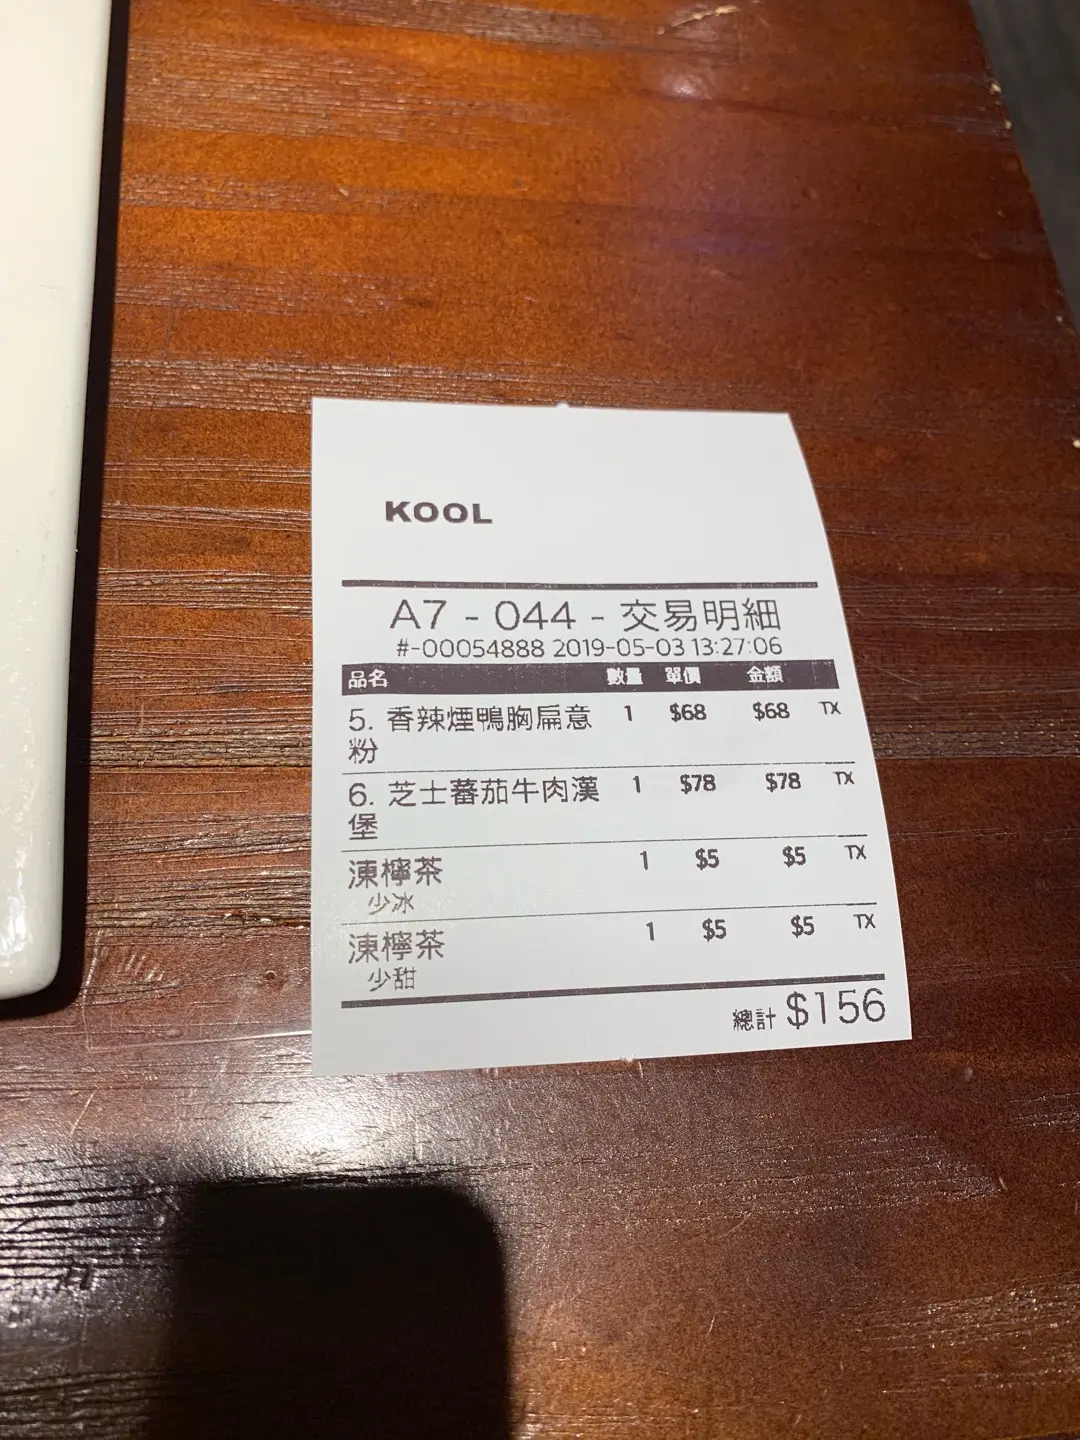 KOOL
A7 - 044 - 交易明細
#-00054888 2019-05-03 13:27:06
品名 數量 單價 金額
5. 香辣煙鴨胸扁意 1 $68 $68 TX
粉
6. 芝士蕃茄牛肉漢 1 $78 $78 TX
堡
凍檸茶 1 $5 $5 TX
少冰
凍檸茶 1 $5 $5 TX
少甜
總計 $156